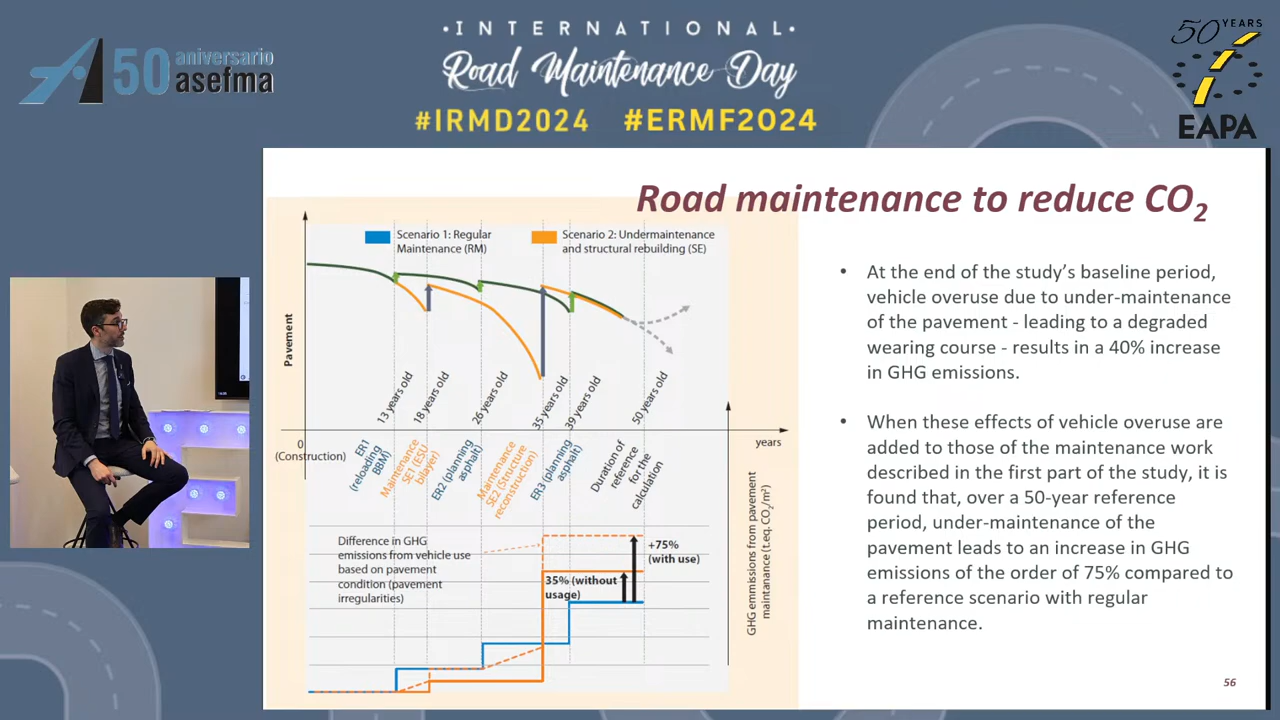 ·INTERNATIONAL·
Road Maintenance Day
#IRMD2024 #ERMF2024
50 aniversario
asefma
50 YEARS
EAPA
Road maintenance to reduce CO2
Scenario 1: Regular
Maintenance (RM)
Scenario 2: Undermaintenance
and structural rebuilding (SE)
Pavement
13 years old
18 years old
26 years old
35 years old
39 years old
50 years old
0
(Construction)
years
ER1
(reloading
BBM)
Maintenance
SE1 (ESU
bilayer)
ER2 (planning
asphalt)
Maintenance
SE2 (Structure
reconstruction)
ER3 (planning
asphalt)
Duration of
reference
for the
calculation
Difference in GHG
emissions from vehicle use
based on pavement
condition (pavement
irregularities)
35% (without
usage)
+75%
(with use)
GHG emmissions from pavement
maintanance (t.eq. CO2/m²)
• At the end of the study's baseline period,
vehicle overuse due to under-maintenance
of the pavement - leading to a degraded
wearing course - results in a 40% increase
in GHG emissions.
• When these effects of vehicle overuse are
added to those of the maintenance work
described in the first part of the study, it is
found that, over a 50-year reference
period, under-maintenance of the
pavement leads to an increase in GHG
emissions of the order of 75% compared to
a reference scenario with regular
maintenance.
56